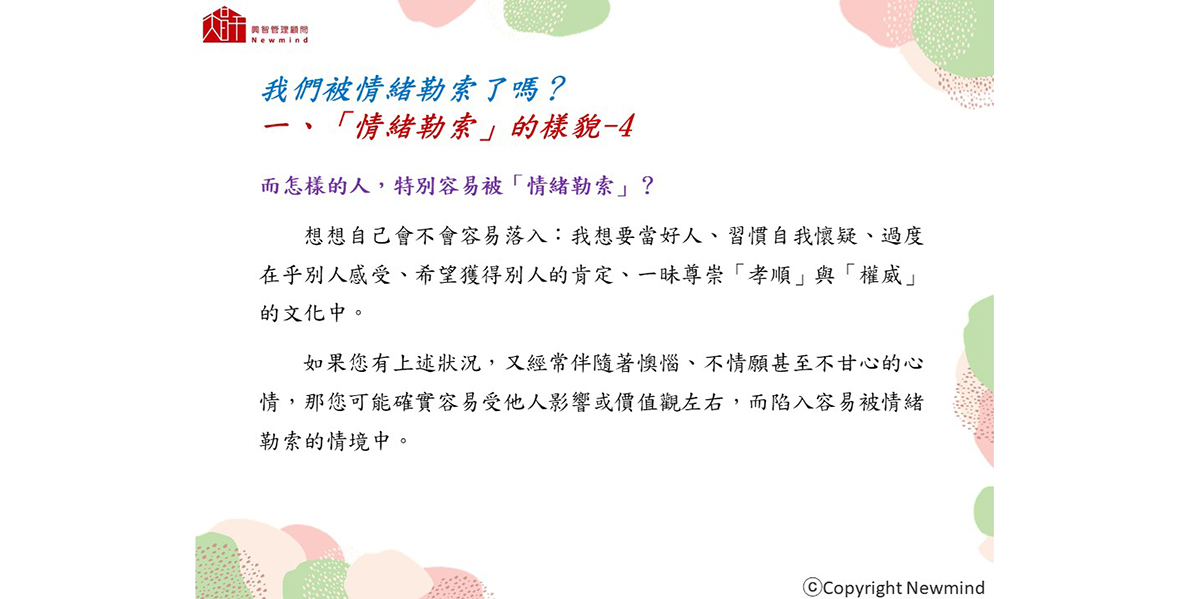 興智管理顧問
Newmind
我們被情緒勒索了嗎？
一、「情緒勒索」的樣貌-4
而怎樣的人，特別容易被「情緒勒索」？
想想自己會不會容易落入：我想要當好人、習慣自我懷疑、過度
在乎別人感受、希望獲得別人的肯定、一昧尊崇「孝順」與「權威」
的文化中。
如果您有上述狀況，又經常伴隨著懊惱、不情願甚至不甘心的心
情，那您可能確實容易受他人影響或價值觀左右，而陷入容易被情緒
勒索的情境中。
ⓒCopyright Newmind